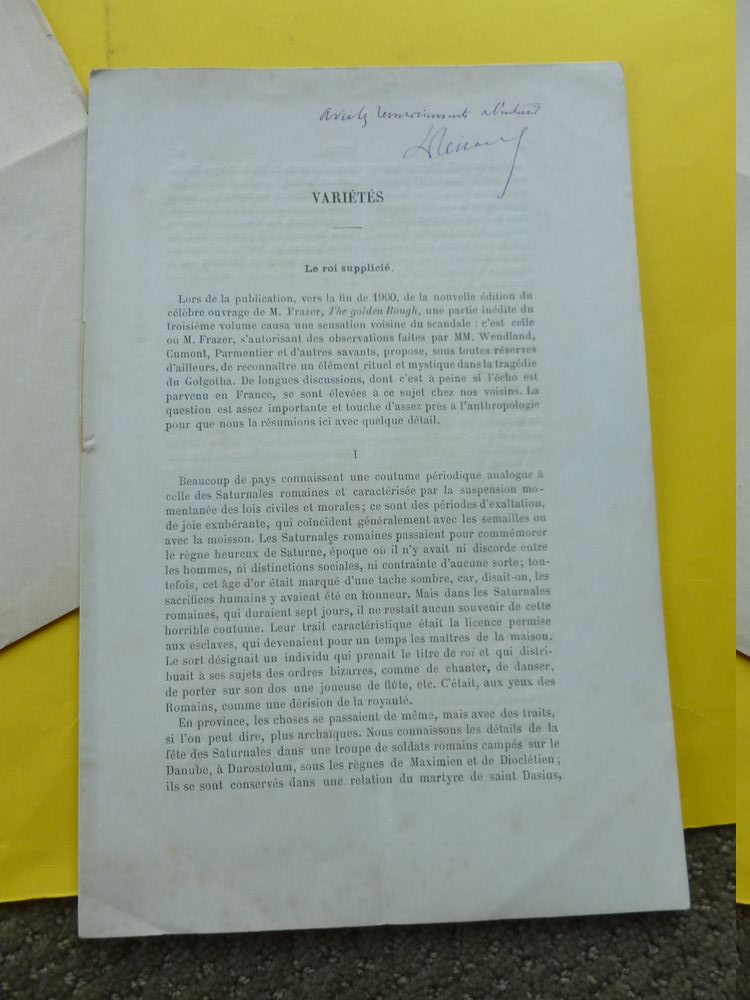 VARIÉTÉS
Le roi supplicié.
Lors de la publication, vers la fin de 1900, de la nouvelle édition du
célèbre ouvrage de M. Frazer, The golden Bough, une partie inédite du
troisième volume causa une sensation voisine du scandale : c'est celle
où M. Frazer, s'autorisant des observations faites par MM. Wendland,
Cumont, Parmentier et d'autres savants, propose, sous toutes réserves
d'ailleurs, de reconnaître un élément rituel et mystique dans la tragédie
du Golgotha. De longues discussions, dont c'est à peine si l'écho est
parvenu en France, se sont élevées à ce sujet chez nos voisins. La
question est assez importante et touche d'assez près à l'anthropologie
pour que nous la résumions ici avec quelque détail.
I
Beaucoup de pays connaissent une coutume périodique analogue à
celle des Saturnales romaines et caractérisée par la suspension mo-
mentanée des lois civiles et morales; ce sont des périodes d'exaltation,
de joie exubérante, qui coïncident généralement avec les semailles ou
avec la moisson. Les Saturnales romaines passaient pour commémorer
le règne heureux de Saturne, époque où il n'y avait ni discorde entre
les hommes, ni distinctions sociales, ni contrainte d'aucune sorte; tou-
tefois, cet âge d'or était marqué d'une tache sombre, car, disait-on, les
sacrifices humains y avaient été en honneur. Mais dans les Saturnales
romaines, qui duraient sept jours, il ne restait aucun souvenir de cette
horrible coutume. Leur trait caractéristique était la licence permise
aux esclaves, qui devenaient pour un temps les maîtres de la maison.
Le sort désignait un individu qui prenait le titre de roi et qui distri-
buait à ses sujets des ordres bizarres, comme de chanter, de danser,
de porter sur son dos une joueuse de flûte, etc. C'était, aux yeux des
Romains, comme une dérision de la royauté.
En province, les choses se passaient de même, mais avec des traits,
si l'on peut dire, plus archaïques. Nous connaissons les détails de la
fête des Saturnales dans une troupe de soldats romains campés sur le
Danube, à Durostolum, sous les règnes de Maximien et de Dioclétien;
ils se sont conservés dans une relation du martyre de saint Dasius,